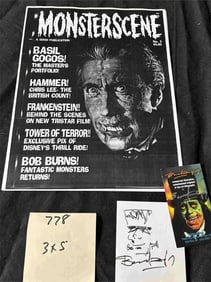 MONSTERSCENE
BASIL
GOGOS!
THE MASTER'S
PORTFOLIO!
HAMMER!
CHRIS LEE- THE
BRITISH COUNT!
FRANKENSTEIN!
BEHIND THE SCENES
ON NEW TRISTAR FILM!
TOWER OF TERROR!!
EXCLUSIVE PIX OF
DISNEY'S THRILL RIDE!
BOB BURNS!
FANTASTIC MONSTERS
RETURNS!
778
3x5